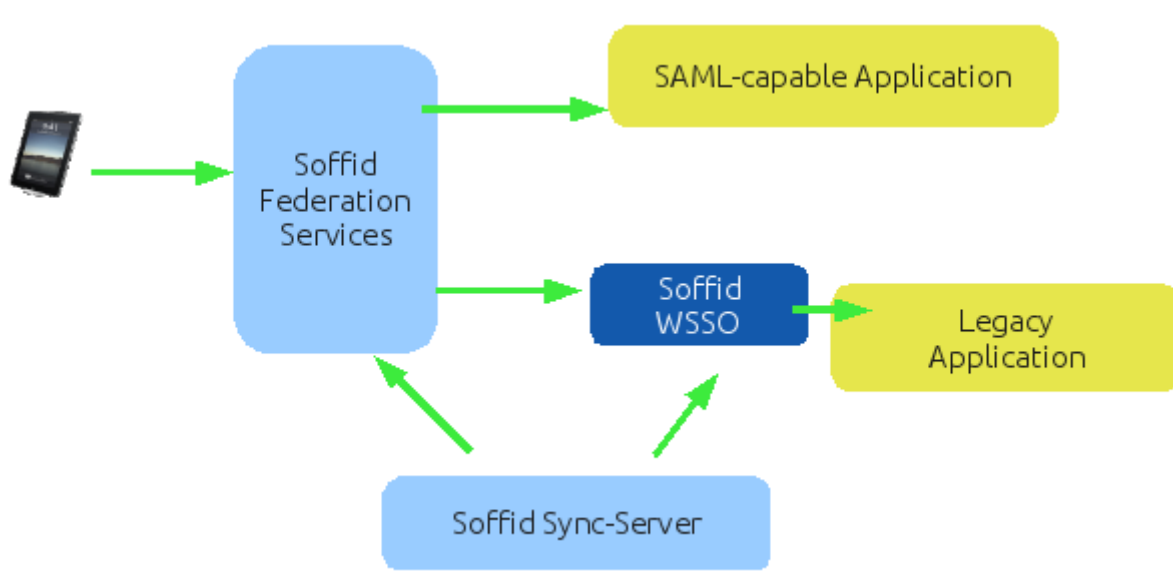 SAML-capable Application
Soffid
Federation
Services
Soffid
WSSO
Legacy
Application
Soffid Sync-Server